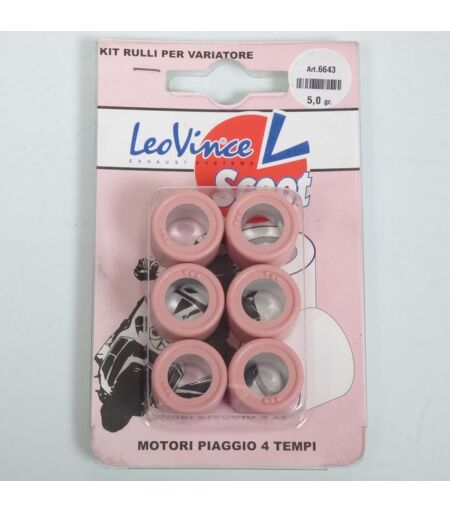 KIT RULLI PER VARIATORE
Art.6643
5,0 gr.
LeoVince
EXHAUST SYSTEMS
Scoot
MOTORI PIAGGIO 4 TEMPI